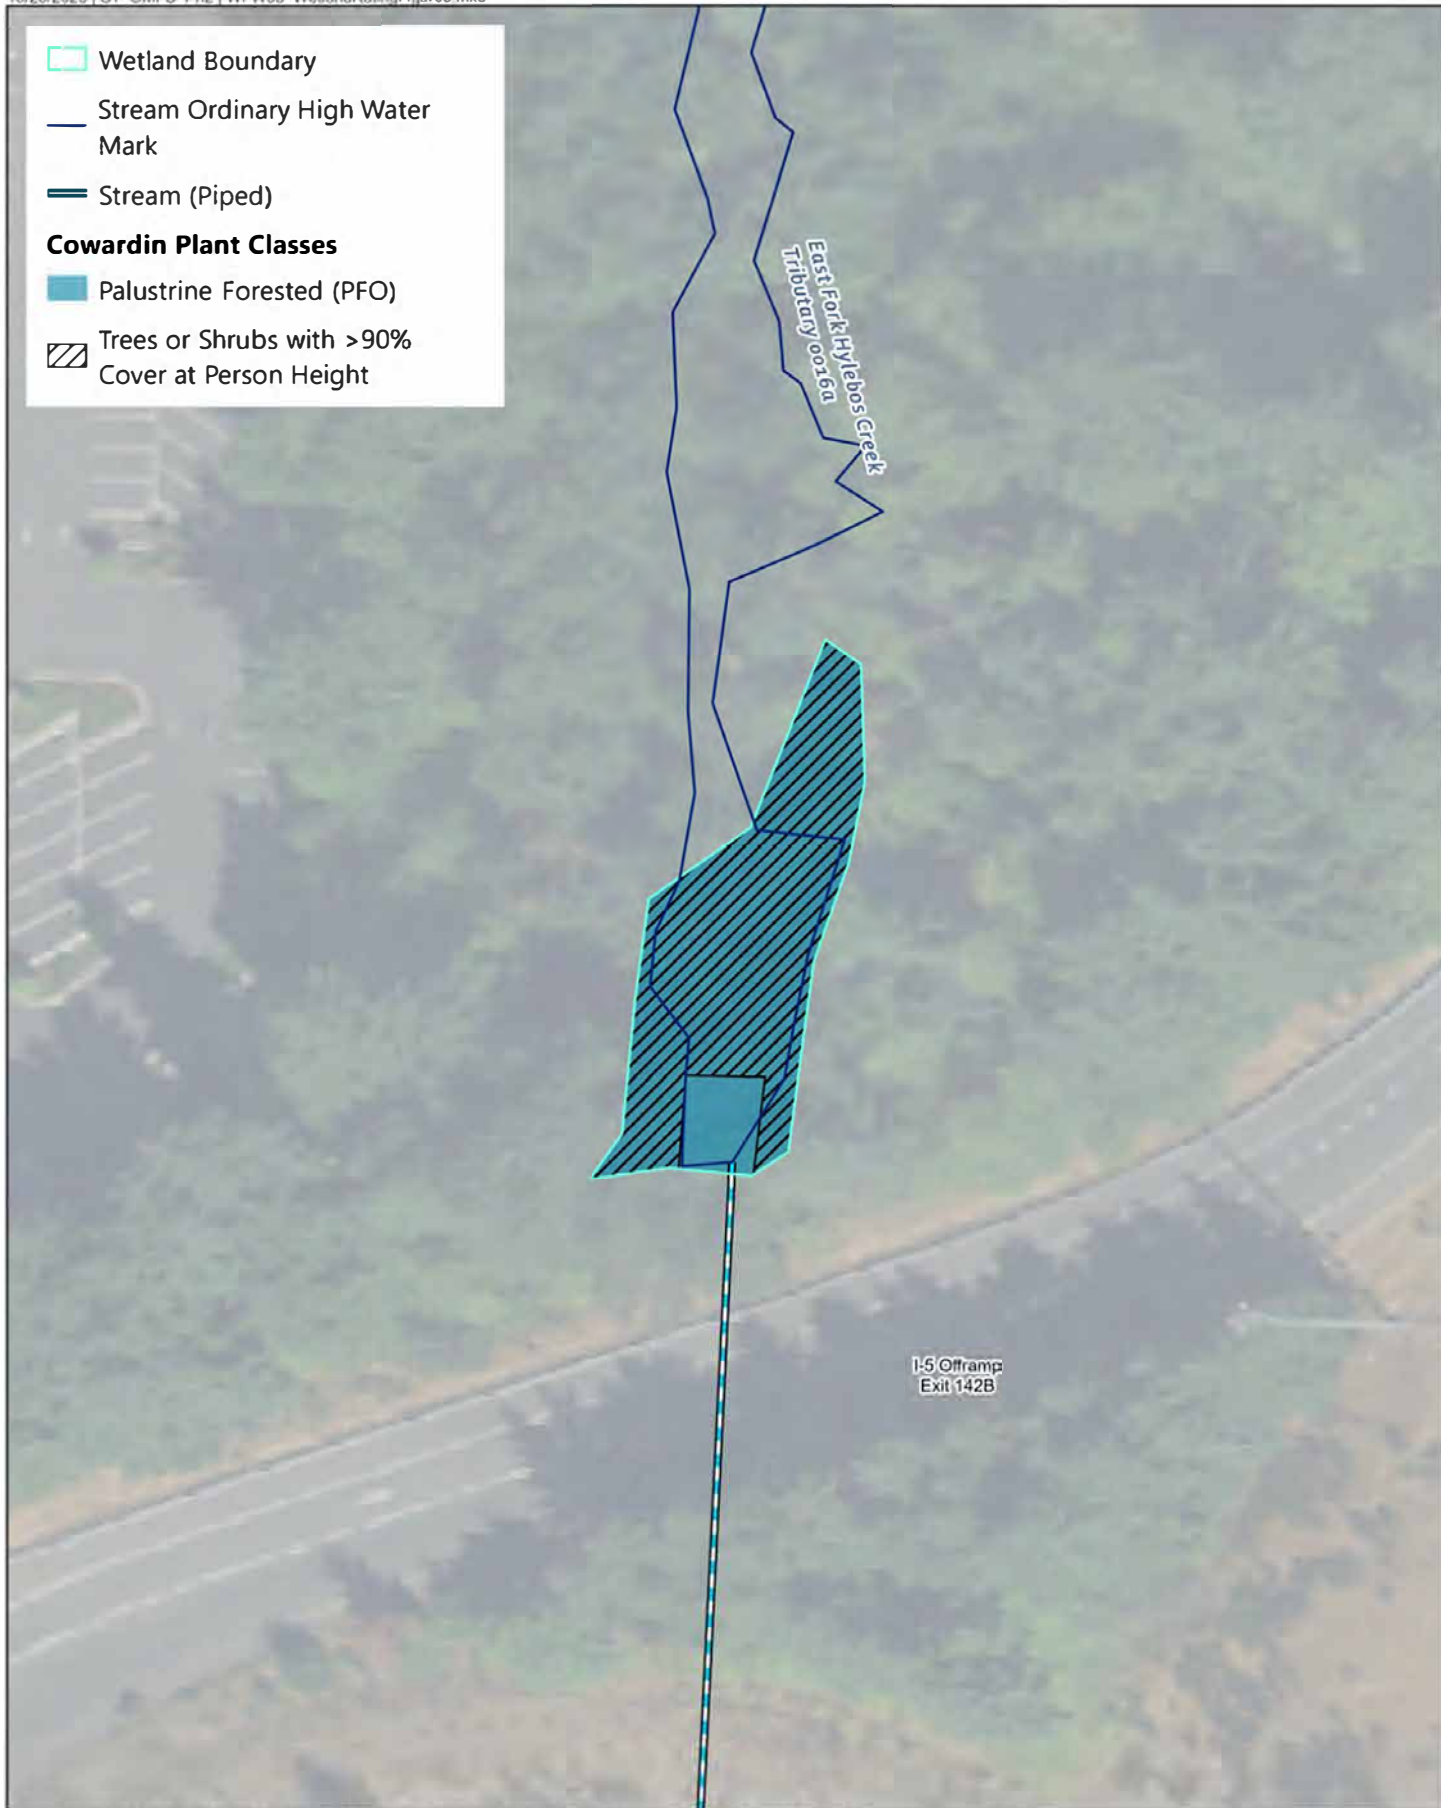 Wetland Boundary
Stream Ordinary High Water
Mark
Stream (Piped)
Cowardin Plant Classes
Palustrine Forested (PFO)
Trees or Shrubs with >90%
Cover at Person Height
East Fork Hylebos Creek
Tributary 0016a
I-5 Offramp
Exit 142B